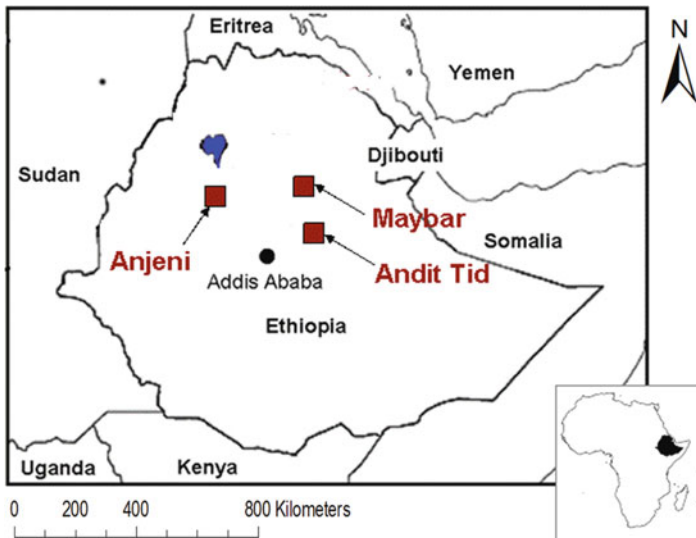 Eritrea
N
Yemen
Sudan
Djibouti
Maybar
Somalia
Anjeni
Andit Tid
Addis Ababa
Ethiopia
Uganda
Kenya
0 200 400 800 Kilometers